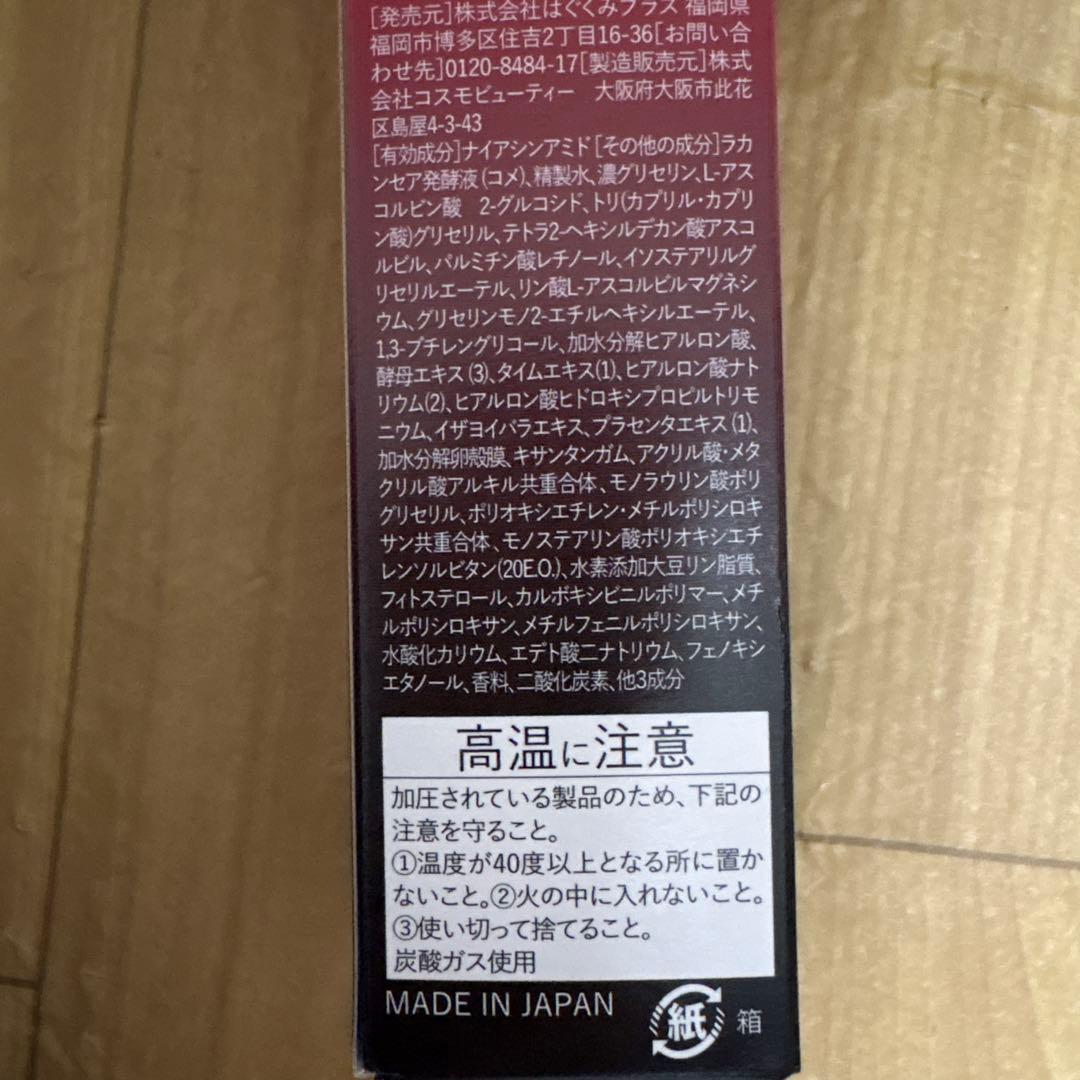 [発売元]株式会社はぐくみプラス 福岡県
福岡市博多区住吉2丁目16-36[お問い合
わせ先]0120-8484-17[製造販売元]株式
会社コスモビューティー 大阪府大阪市此花
区島屋4-3-43
[有効成分]ナイアシンアミド[その他の成分]ラカ
ンセア発酵液(コメ)、精製水、濃グリセリン、L-アス
コルビン酸 2-グルコシド、トリ(カプリル・カプリ
ン酸)グリセリル、テトラ2-ヘキシルデカン酸アスコ
ルビル、パルミチン酸レチノール、イソステアリルグ
リセリルエーテル、リン酸L-アスコルビルマグネシ
ウム、グリセリンモノ2-エチルヘキシルエーテル、
1,3-ブチレングリコール、加水分解ヒアルロン酸、
酵母エキス(3)、タイムエキス(1)、ヒアルロン酸ナト
リウム(2)、ヒアルロン酸ヒドロキシプロピルトリモ
ニウム、イザヨイバラエキス、プラセンタエキス(1)、
加水分解卵殻膜、キサンタンガム、アクリル酸・メタ
クリル酸アルキル共重合体、モノラウリン酸ポリ
グリセリル、ポリオキシエチレン・メチルポリシロキ
サン共重合体、モノステアリン酸ポリオキシエチ
レンソルビタン(20E.O.)、水素添加大豆リン脂質、
フィトステロール、カルボキシビニルポリマー、メチ
ルポリシロキサン、メチルフェニルポリシロキサン、
水酸化カリウム、エデト酸二ナトリウム、フェノキシ
エタノール、香料、二酸化炭素、他3成分
高温に注意
加圧されている製品のため、下記の
注意を守ること。
①温度が40度以上となる所に置か
ないこと。②火の中に入れないこと。
③使い切って捨てること。
炭酸ガス使用
MADE IN JAPAN
紙 箱